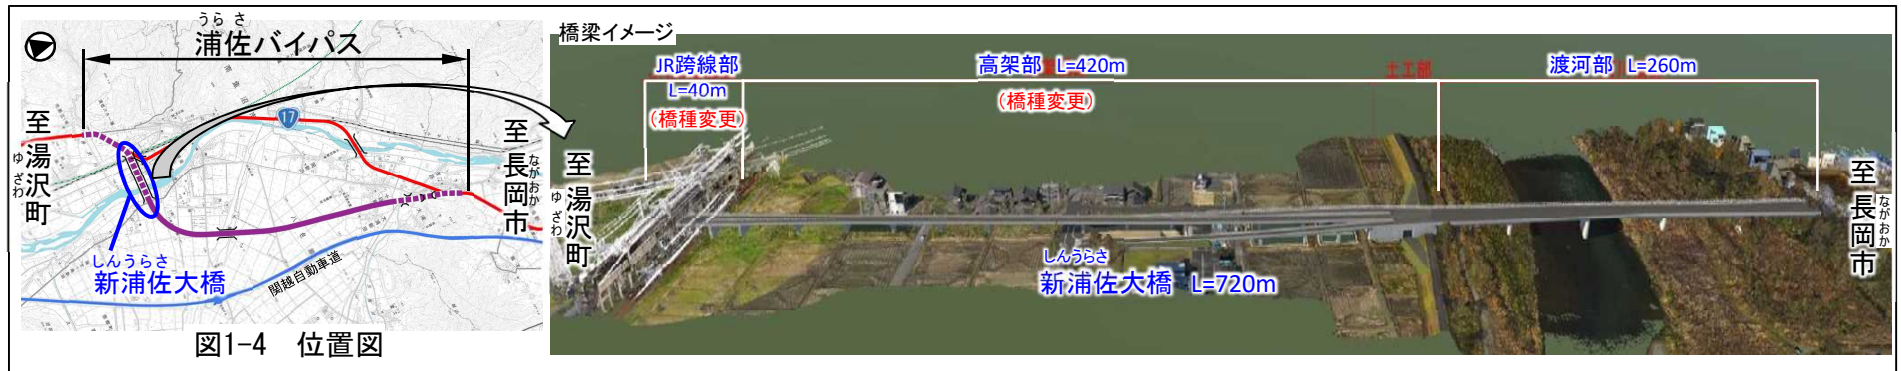 うら さ
浦佐バイパス
至 湯沢町
ゆ ざわ
17
至 長岡市
ながおか
しんうらさ
新浦佐大橋
関越自動車道
図1-4 位置図
橋梁イメージ
JR跨線部
L=40m
(橋種変更)
高架部 L=420m
(橋種変更)
土工部
渡河部 L=260m
至 湯沢町
ゆ ざわ
しんうらさ
新浦佐大橋 L=720m
至 長岡市
ながおか